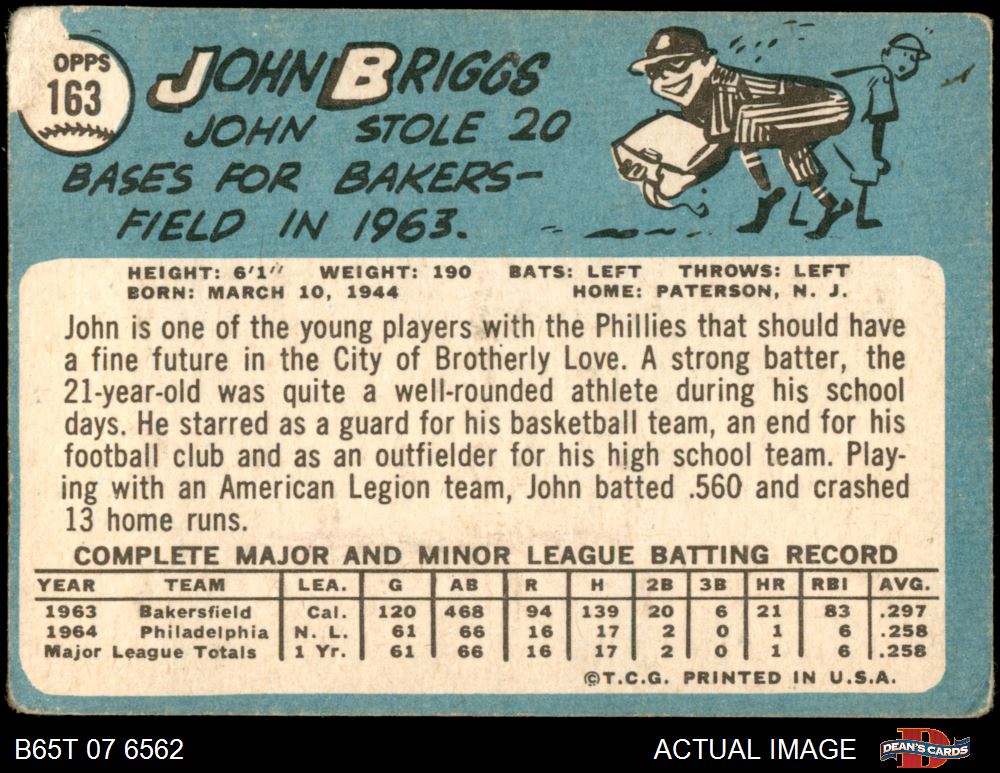 OPPS
163
JOHN BRIGGS
JOHN STOLE 20
BASES FOR BAKERS-
FIELD IN 1963.
HEIGHT: 6'1" WEIGHT: 190 BATS: LEFT THROWS: LEFT
BORN: MARCH 10, 1944 HOME: PATERSON, N. J.
John is one of the young players with the Phillies that should have
a fine future in the City of Brotherly Love. A strong batter, the
21-year-old was quite a well-rounded athlete during his school
days. He starred as a guard for his basketball team, an end for his
football club and as an outfielder for his high school team. Play-
ing with an American Legion team, John batted .560 and crashed
13 home runs.
COMPLETE MAJOR AND MINOR LEAGUE BATTING RECORD
YEAR TEAM LEA. G AB R H 2B 3B HR RBI AVG.
1963 Bakersfield Cal. 120 468 94 139 20 6 21 83 .297
1964 Philadelphia N. L. 61 66 16 17 2 0 1 6 .258
Major League Totals 1 Yr. 61 66 16 17 2 0 1 6 .258
©T.C.G. PRINTED IN U.S.A.
B65T 07 6562 ACTUAL IMAGE DEAN'S CARDS